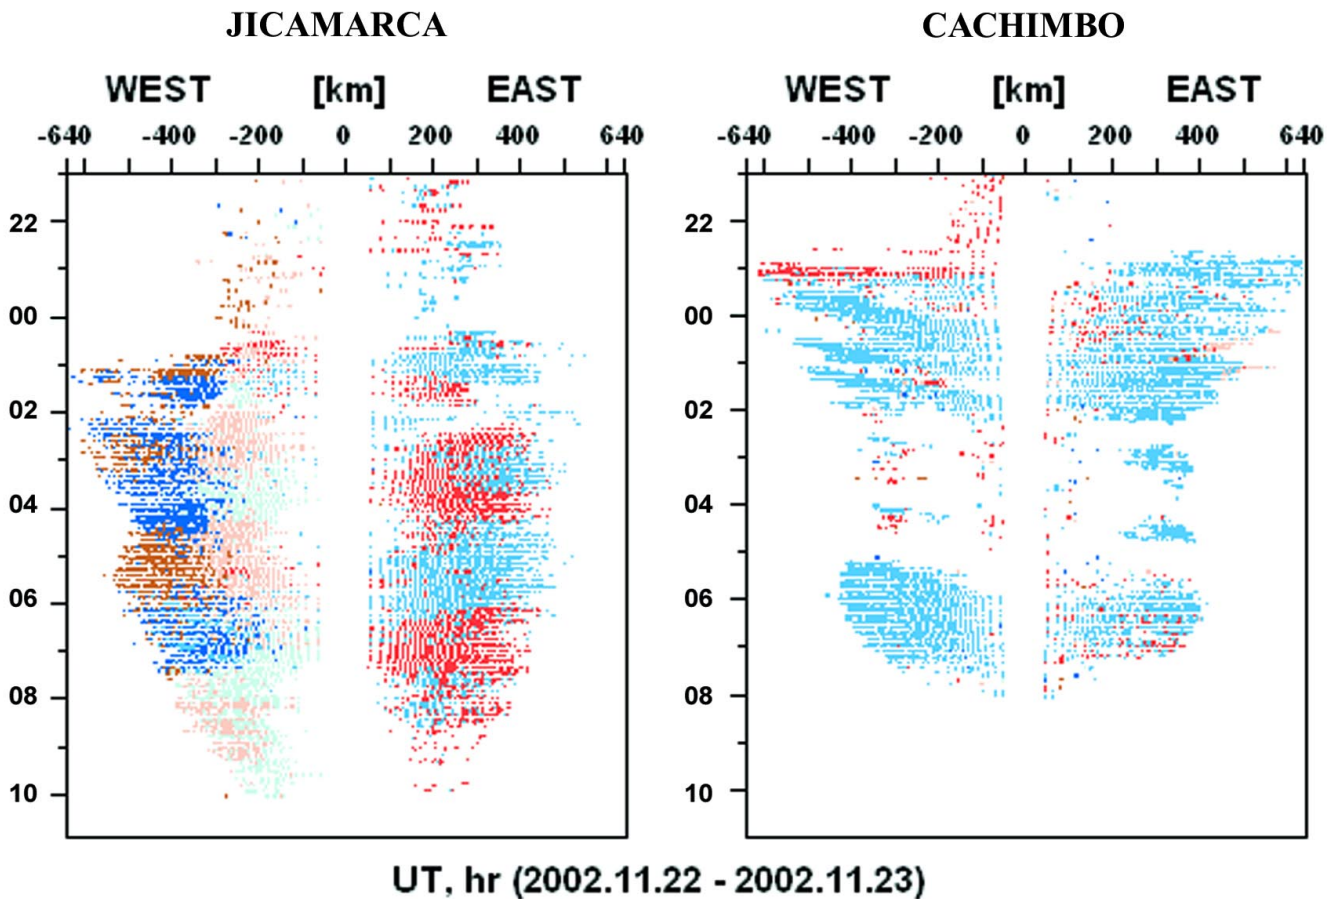 JICAMARCA CACHIMBO
WEST [km] EAST WEST [km] EAST
-640 -400 -200 0 200 400 640 -640 -400 -200 0 200 400 640
22 22
00 00
02 02
04 04
06 06
08 08
10 10
UT, hr (2002.11.22 - 2002.11.23)